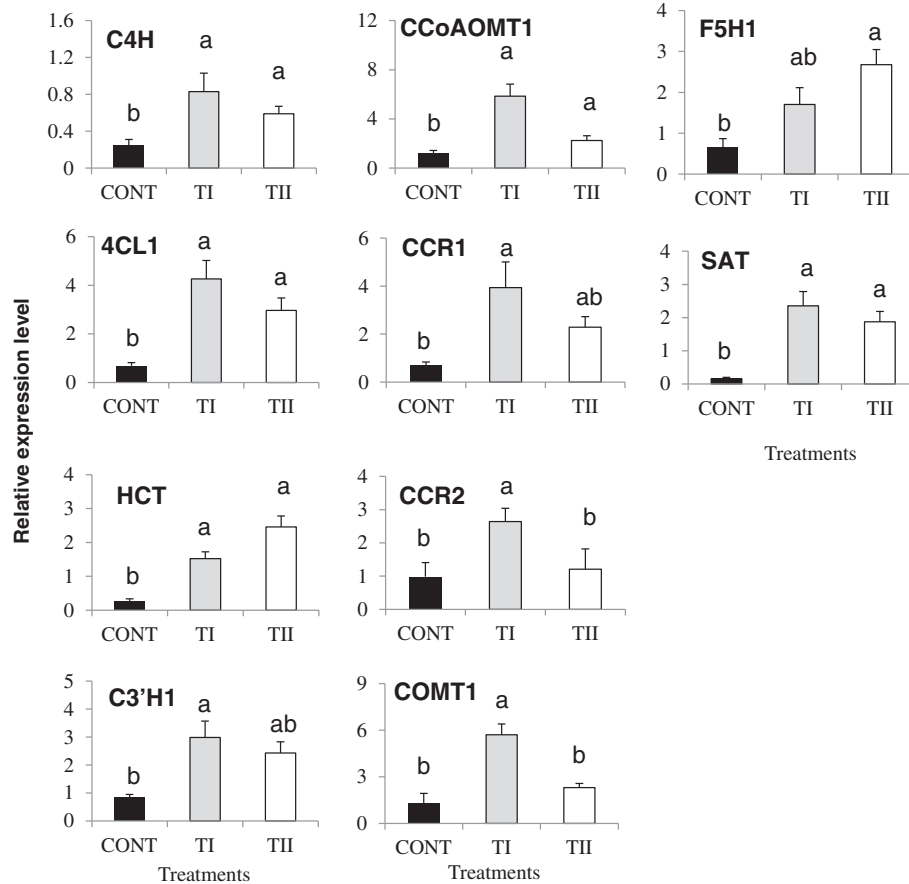 Relative expression level
C4H
1.6
1.2
0.8
0.4
0
b
a
a
CONT TI TII
CCoAOMT1
12
8
4
0
b
a
a
CONT TI TII
F5H1
4
3
2
1
0
b
ab
a
CONT TI TII
4CL1
6
4
2
0
b
a
a
CONT TI TII
CCR1
6
4
2
0
b
a
ab
CONT TI TII
SAT
4
3
2
1
0
b
a
a
CONT TI TII
Treatments
HCT
4
3
2
1
0
b
a
a
CONT TI TII
CCR2
4
3
2
1
0
b
a
b
CONT TI TII
C3’H1
5
4
3
2
1
0
b
a
ab
CONT TI TII
Treatments
COMT1
9
6
3
0
b
a
b
CONT TI TII
Treatments